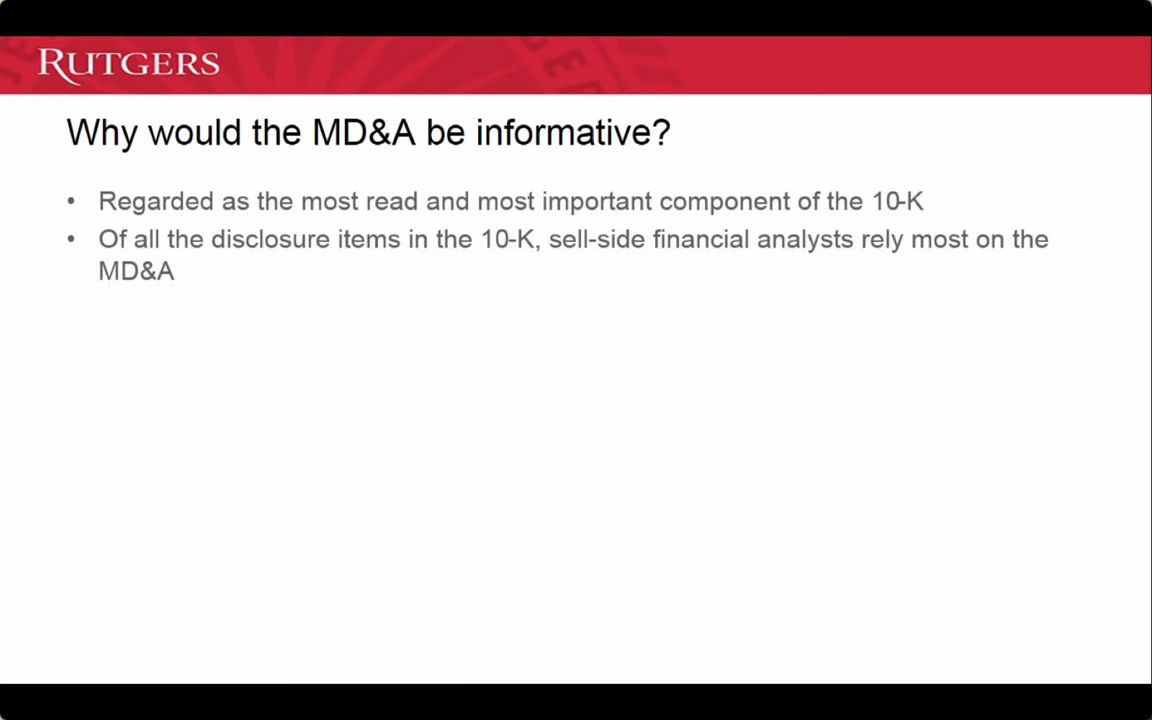 RUTGERS
Why would the MD&A be informative?
• Regarded as the most read and most important component of the 10-K
• Of all the disclosure items in the 10-K, sell-side financial analysts rely most on the
MD&A